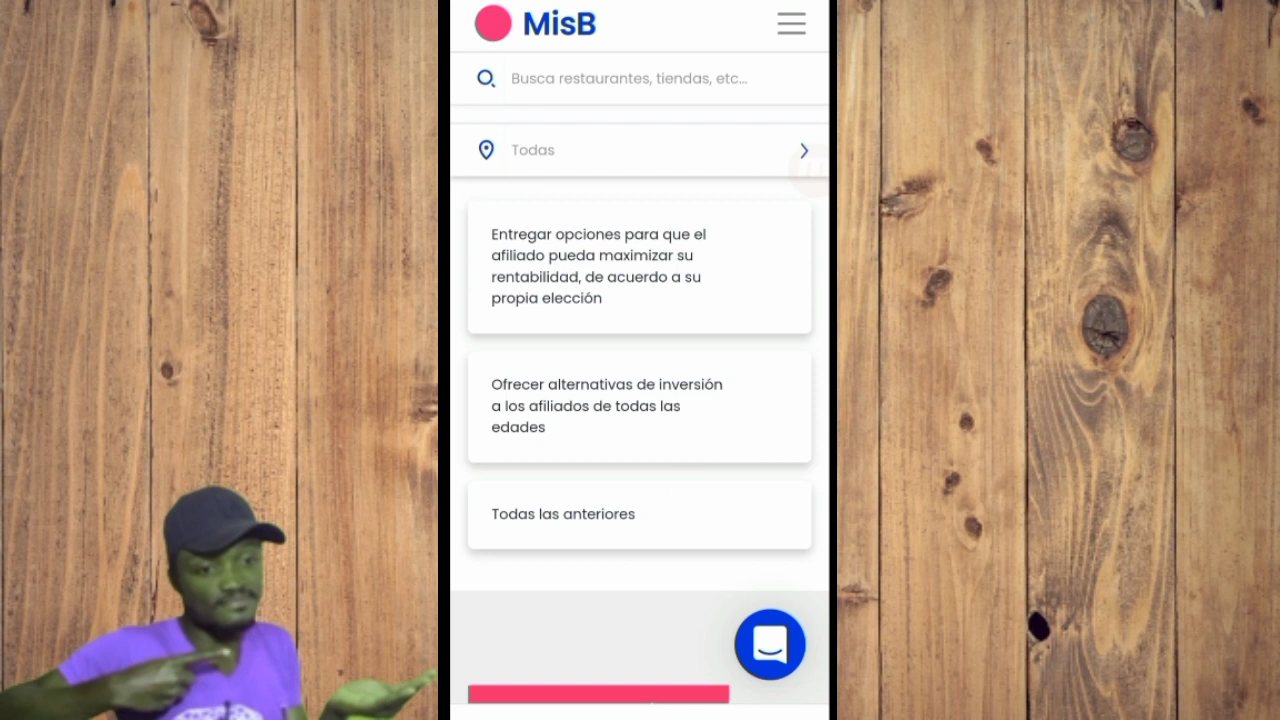 MisB
Busca restaurantes, tiendas, etc...
Todas
Entregar opciones para que el
afiliado pueda maximizar su
rentabilidad, de acuerdo a su
propia elección
Ofrecer alternativas de inversión
a los afiliados de todas las
edades
Todas las anteriores